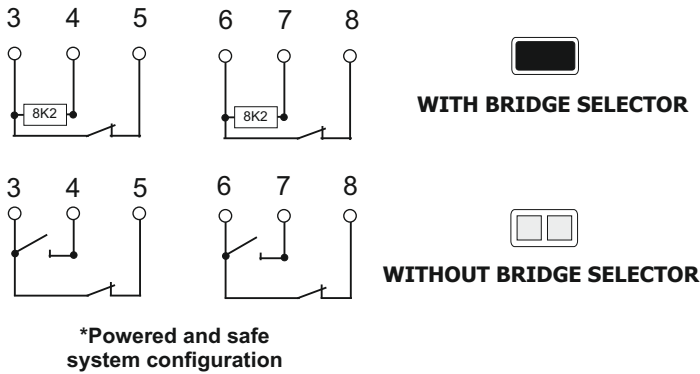 3 4 5 6 7 8
8K2 8K2
WITH BRIDGE SELECTOR
3 4 5 6 7 8
WITHOUT BRIDGE SELECTOR
*Powered and safe
system configuration